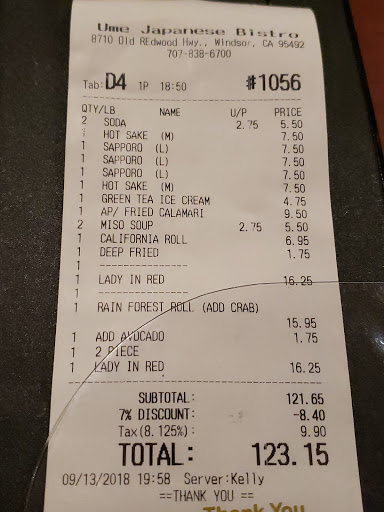 Ume Japanese Bistro
8710 Old REdwood Hwy., Windsor, CA 95492
707-838-6700
Tab: D4 1P 18:50 #1056
QTY/LB NAME U/P PRICE
2 SODA 2.75 5.50
1 HOT SAKE (M) 7.50
1 SAPPORO (L) 7.50
1 SAPPORO (L) 7.50
1 SAPPORO (L) 7.50
1 HOT SAKE (M) 7.50
1 GREEN TEA ICE CREAM 4.75
1 AP/ FRIED CALAMARI 9.50
2 MISO SOUP 2.75 5.50
1 CALIFORNIA ROLL 6.95
1 DEEP FRIED 1.75
1 ---------------
1 LADY IN RED 16.25
1 ---------------
1 RAIN FOREST ROLL (ADD CRAB)
15.95
1 ADD AVOCADO 1.75
1 2 PIECE
1 LADY IN RED 16.25
SUBTOTAL: 121.65
7% DISCOUNT: -8.40
Tax(8.125%): 9.90
TOTAL: 123.15
09/13/2018 19:58 Server:Kelly
==THANK YOU ==
Thank You